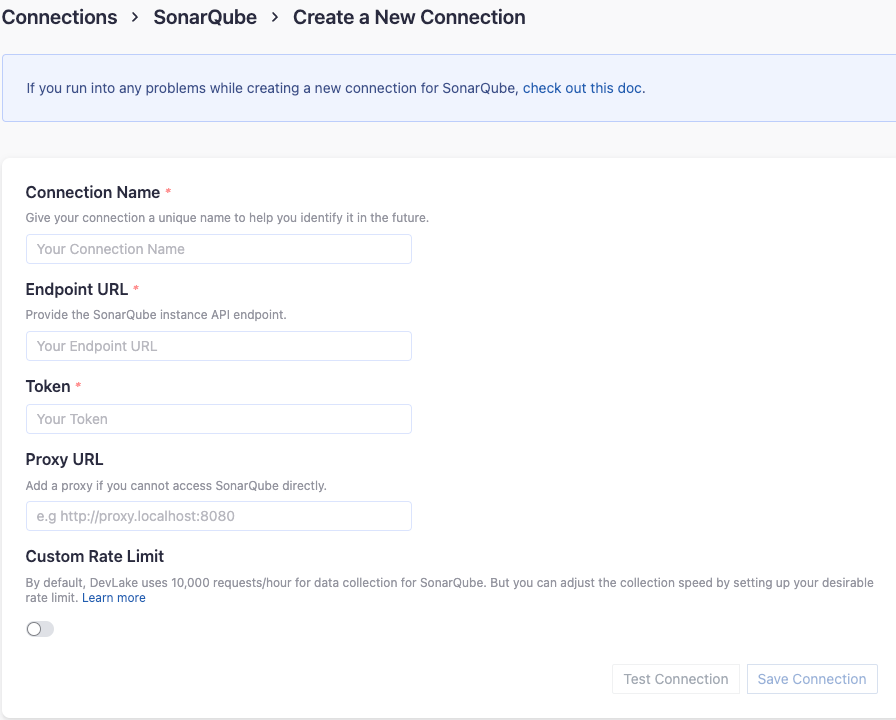 Connections > SonarQube > Create a New Connection
If you run into any problems while creating a new connection for SonarQube, check out this doc.
Connection Name *
Give your connection a unique name to help you identify it in the future.
Your Connection Name
Endpoint URL *
Provide the SonarQube instance API endpoint.
Your Endpoint URL
Token *
Your Token
Proxy URL
Add a proxy if you cannot access SonarQube directly.
e.g http://proxy.localhost:8080
Custom Rate Limit
By default, DevLake uses 10,000 requests/hour for data collection for SonarQube. But you can adjust the collection speed by setting up your desirable
rate limit. Learn more
Test Connection Save Connection